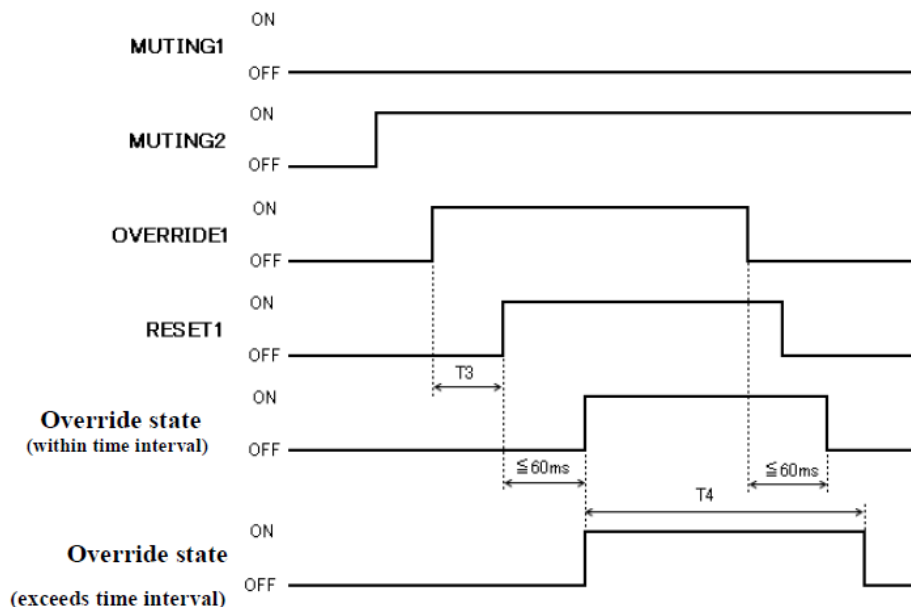 ON
MUTING1
OFF
ON
MUTING2
OFF
ON
OVERRIDE1
OFF
ON
RESET1
OFF
T3
ON
Override state
(within time interval)
OFF
≦60ms
≦60ms
T4
ON
Override state
OFF
(exceeds time interval)